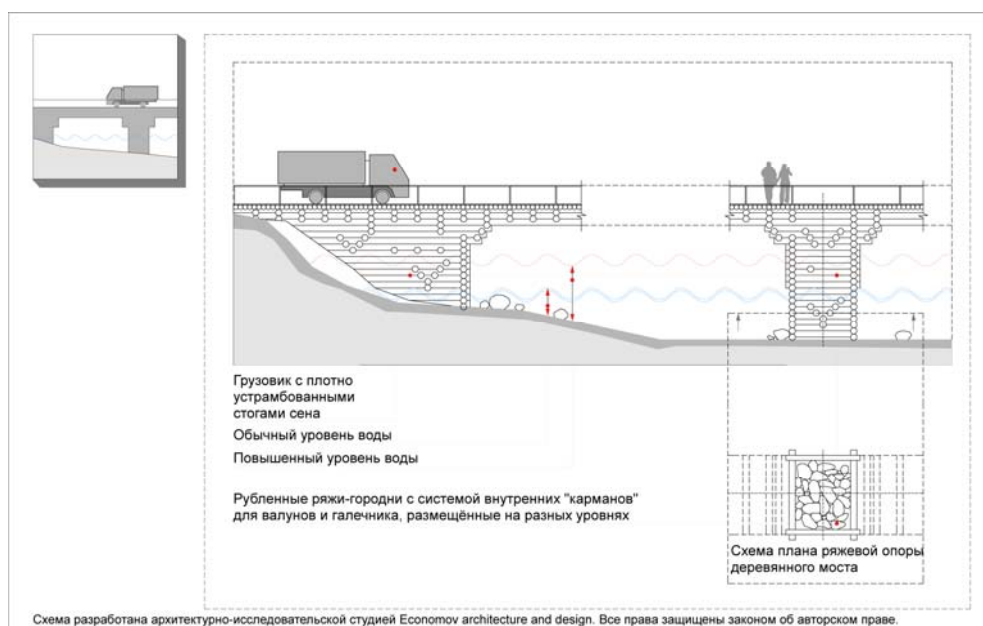 Грузовик с плотно
устрамбованными
стогами сена
Обычный уровень воды
Повышенный уровень воды
Рубленные ряжи-городни с системой внутренних "карманов"
для валунов и галечника, размещённые на разных уровнях
Схема плана ряжевой опоры
деревянного моста
Схема разработана архитектурно-исследовательской студией Economov architecture and design. Все права защищены законом об авторском праве.